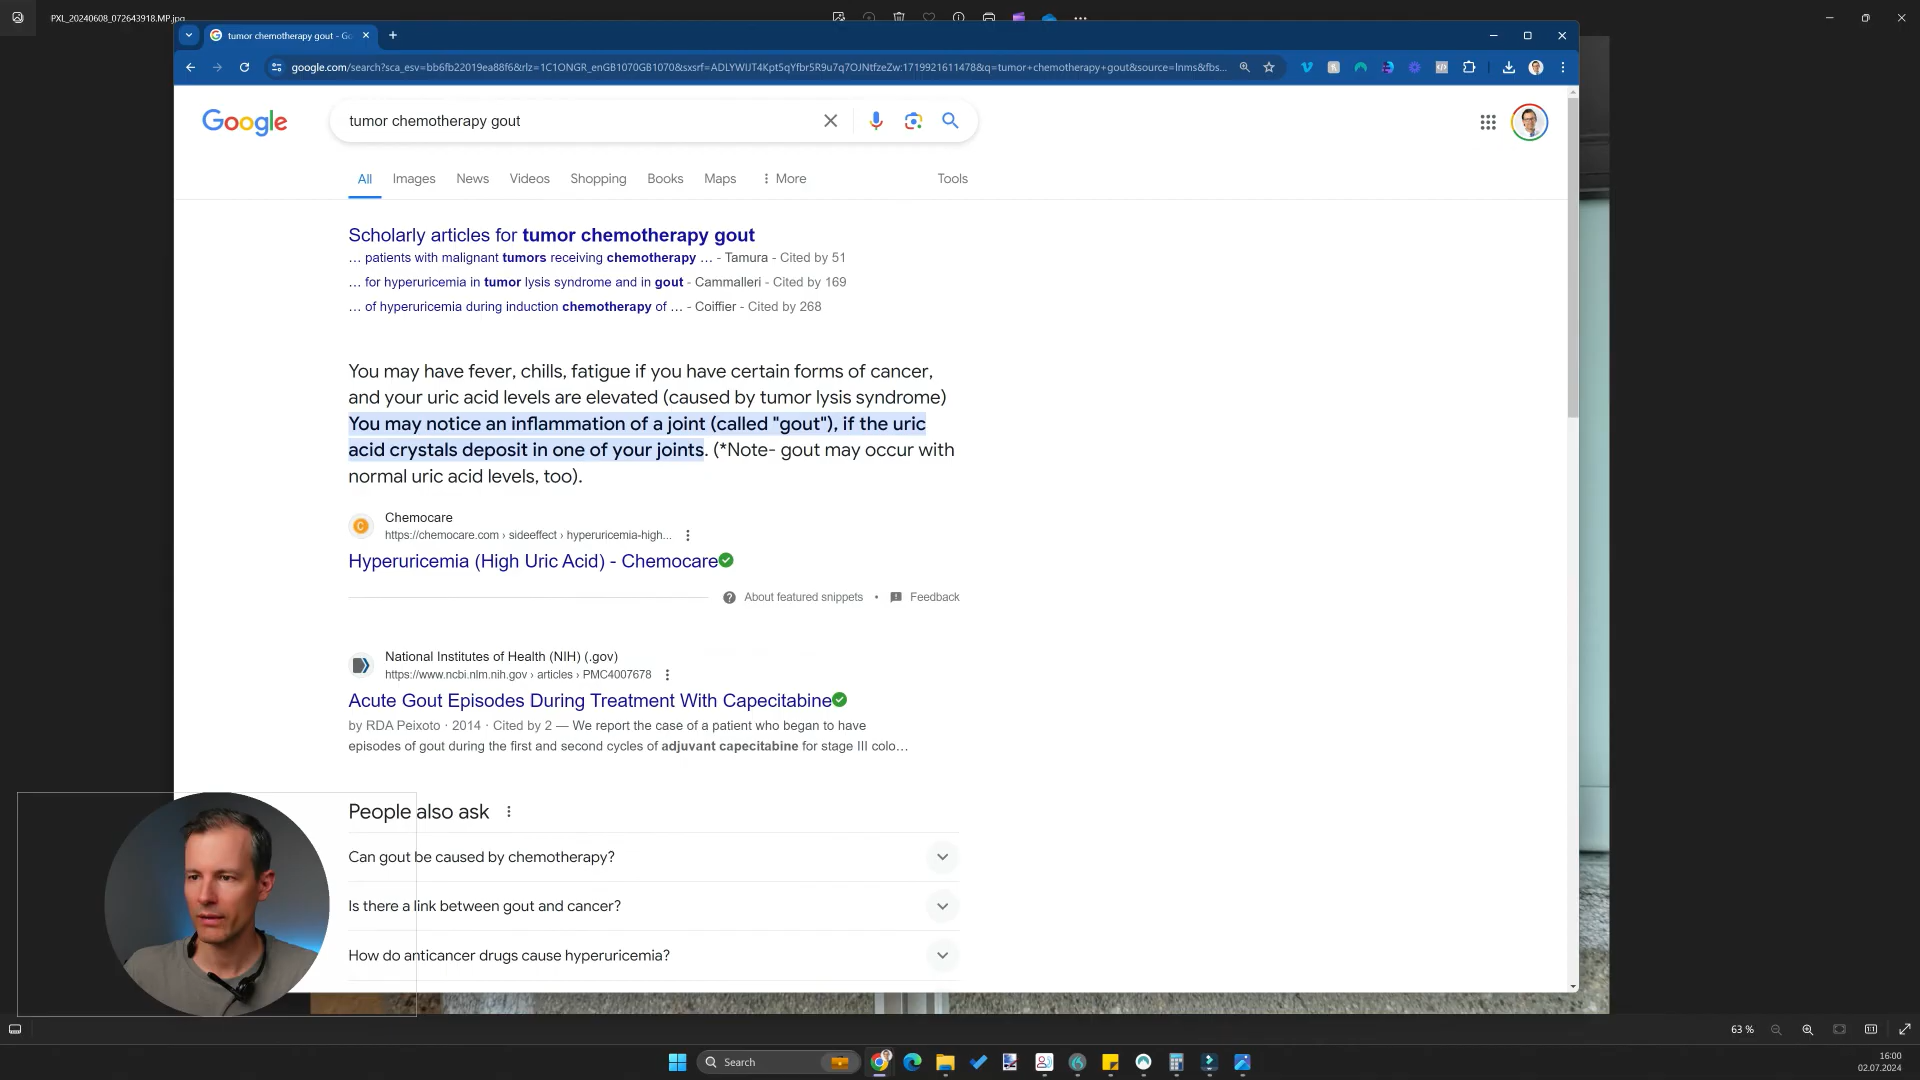 PXL_20240608_072643918.MP.jpg
tumor chemotherapy gout - Go
google.com/search?sca_esv=bb6fb22019ea88f6&rlz=1C1ONGR_enGB1070GB1070&sxsrf=ADLYWIJT4Kpt5qYfbr5R9u7q7OJNtfzeZw:1719921611478&q=tumor+chemotherapy+gout&source=lnms&fbs...
Google
tumor chemotherapy gout
All Images News Videos Shopping Books Maps More Tools
Scholarly articles for tumor chemotherapy gout
… patients with malignant tumors receiving chemotherapy … - Tamura - Cited by 51
… for hyperuricemia in tumor lysis syndrome and in gout - Cammalleri - Cited by 169
… of hyperuricemia during induction chemotherapy of … - Coiffier - Cited by 268
You may have fever, chills, fatigue if you have certain forms of cancer,
and your uric acid levels are elevated (caused by tumor lysis syndrome)
You may notice an inflammation of a joint (called "gout"), if the uric
acid crystals deposit in one of your joints. (*Note- gout may occur with
normal uric acid levels, too).
Chemocare
https://chemocare.com › sideeffect › hyperuricemia-high...
Hyperuricemia (High Uric Acid) - Chemocare
About featured snippets • Feedback
National Institutes of Health (NIH) (.gov)
https://www.ncbi.nlm.nih.gov › articles › PMC4007678
Acute Gout Episodes During Treatment With Capecitabine
by RDA Peixoto · 2014 · Cited by 2 — We report the case of a patient who began to have
episodes of gout during the first and second cycles of adjuvant capecitabine for stage III colo…
People also ask
Can gout be caused by chemotherapy?
Is there a link between gout and cancer?
How do anticancer drugs cause hyperuricemia?
63 %
Search
16:00
02.07.2024